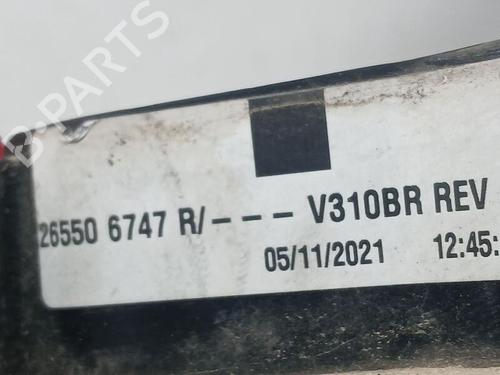 B-PARTS
26550 6747 R/--- V310BR REV
05/11/2021 12:45: